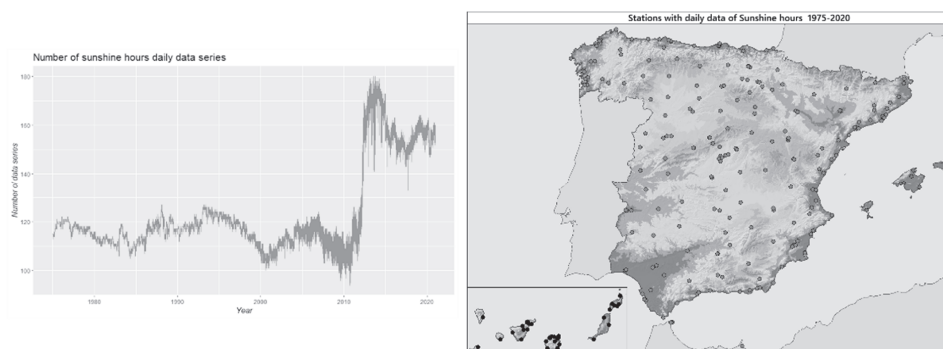 Number of sunshine hours daily data series
Number of data series
180
160
140
120
100
1980
1990
2000
2010
2020
Year
Stations with daily data of Sunshine hours 1975-2020